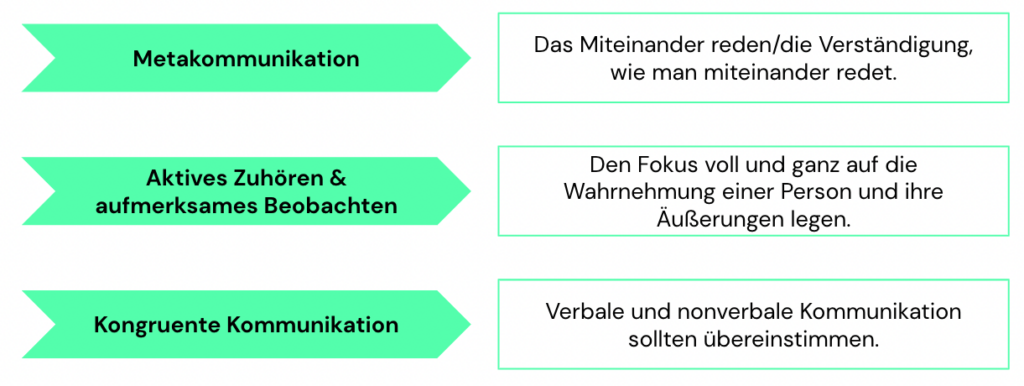 Metakommunikation
Das Miteinander reden/die Verständigung,
wie man miteinander redet.
Aktives Zuhören &
aufmerksames Beobachten
Den Fokus voll und ganz auf die
Wahrnehmung einer Person und ihre
Äußerungen legen.
Kongruente Kommunikation
Verbale und nonverbale Kommunikation
sollten übereinstimmen.